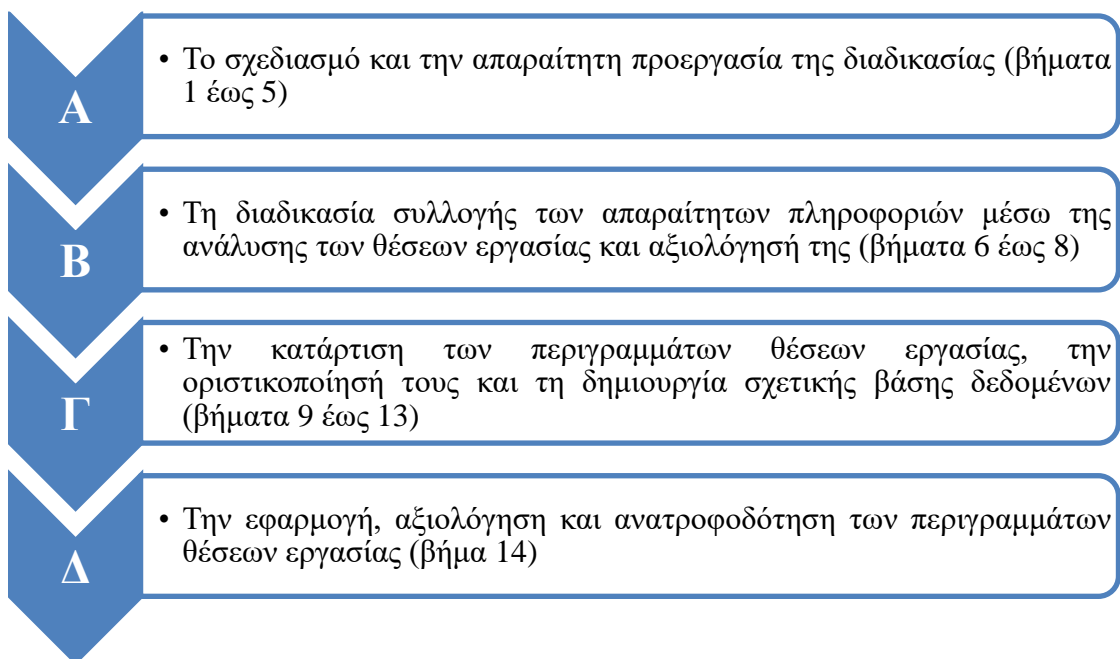 Α
• Το σχεδιασμό και την απαραίτητη προεργασία της διαδικασίας (βήματα
1 έως 5)
Β
• Τη διαδικασία συλλογής των απαραίτητων πληροφοριών μέσω της
ανάλυσης των θέσεων εργασίας και αξιολόγησή της (βήματα 6 έως 8)
Γ
• Την κατάρτιση των περιγραμμάτων θέσεων εργασίας, την
οριστικοποίησή τους και τη δημιουργία σχετικής βάσης δεδομένων
(βήματα 9 έως 13)
Δ
• Την εφαρμογή, αξιολόγηση και ανατροφοδότηση των περιγραμμάτων
θέσεων εργασίας (βήμα 14)